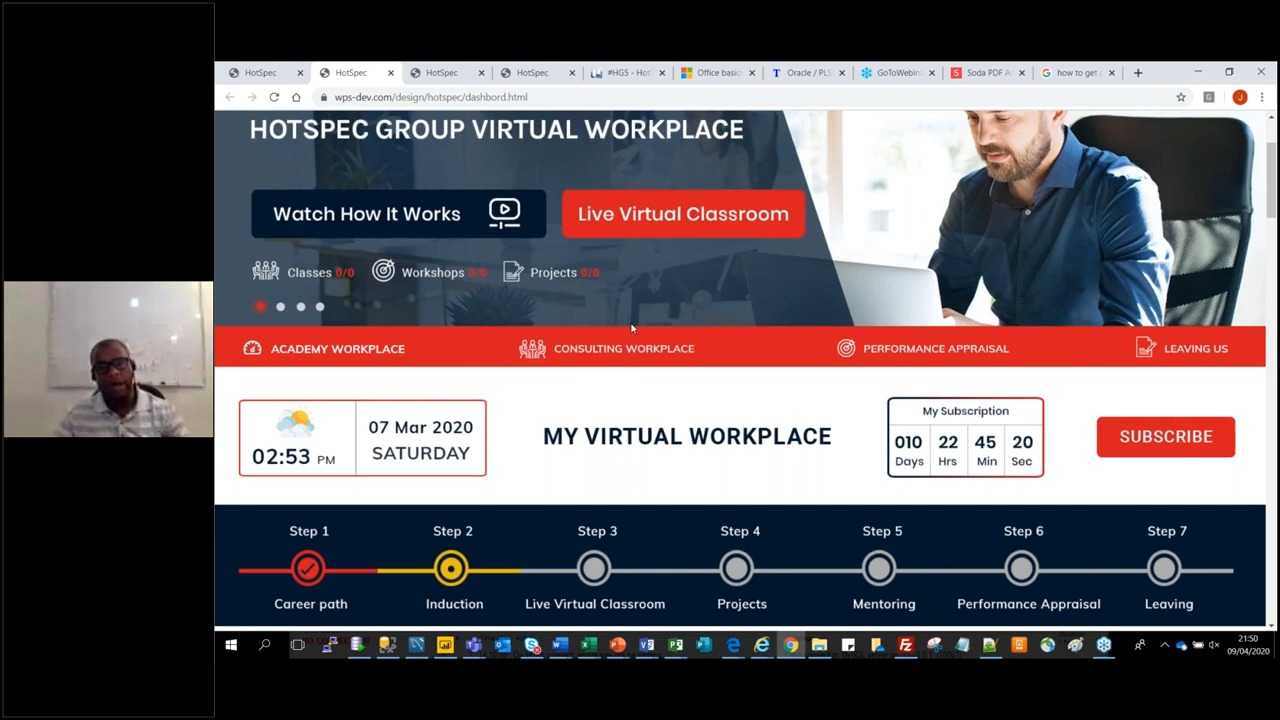 HotSpec
HotSpec
HotSpec
HotSpec
#HG5 - Hot
Office basic
Oracle / PLS
GoToWebin
Soda PDF A
how to get
wps-dev.com/design/hotspec/dashbord.html
HOTSPEC GROUP VIRTUAL WORKPLACE
Watch How It Works
Live Virtual Classroom
Classes 0/0
Workshops 0/0
Projects 0/0
ACADEMY WORKPLACE
CONSULTING WORKPLACE
PERFORMANCE APPRAISAL
LEAVING US
02:53 PM
07 Mar 2020
SATURDAY
MY VIRTUAL WORKPLACE
My Subscription
010 22 45 20
Days Hrs Min Sec
SUBSCRIBE
Step 1 Step 2 Step 3 Step 4 Step 5 Step 6 Step 7
Career path Induction Live Virtual Classroom Projects Mentoring Performance Appraisal Leaving
21:50
09/04/2020